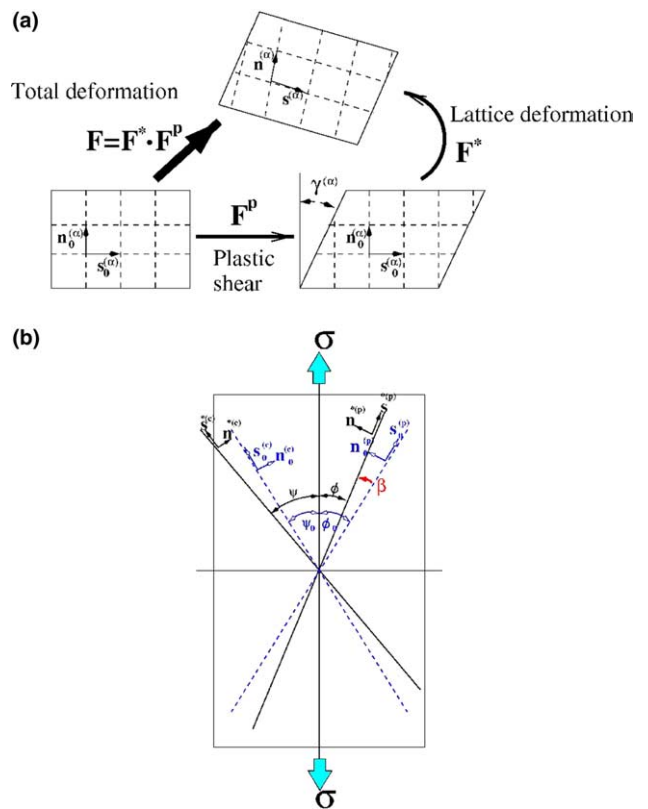 (a)
n^(α)
s^(α)
Total deformation
F=F*·F^p
Lattice deformation
F*
γ^(α)
n_0^(α)
s_0^(α)
F^p
Plastic
shear
n_0^(α)
s_0^(α)
(b)
σ
s*^(c)
n*^(c)
s_0^(c)
n_0^(c)
n*^(p)
s*^(p)
n_0^(p)
s_0^(p)
ψ
φ
β
ψ_0
φ_0
σ